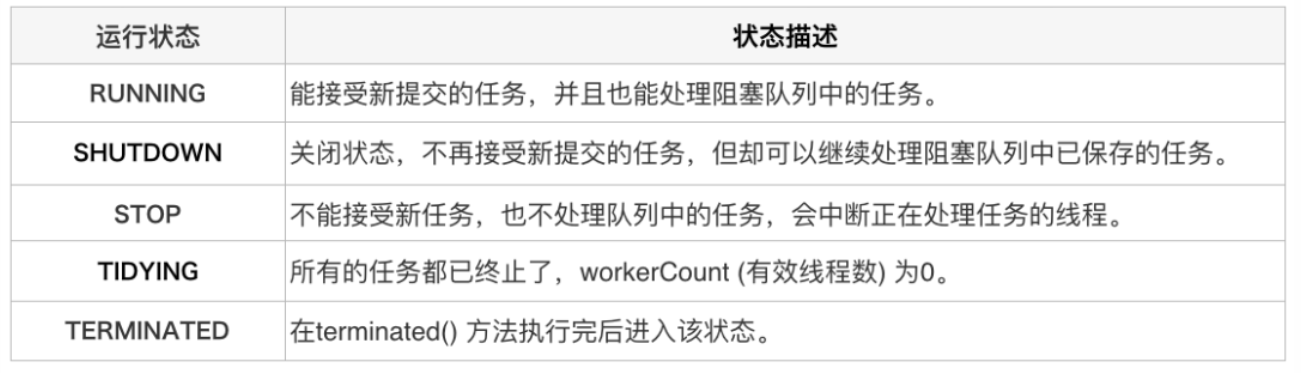 运行状态 状态描述
RUNNING 能接受新提交的任务，并且也能处理阻塞队列中的任务。
SHUTDOWN 关闭状态，不再接受新提交的任务，但却可以继续处理阻塞队列中已保存的任务。
STOP 不能接受新任务，也不处理队列中的任务，会中断正在处理任务的线程。
TIDYING 所有的任务都已终止了，workerCount (有效线程数) 为0。
TERMINATED 在terminated() 方法执行完后进入该状态。